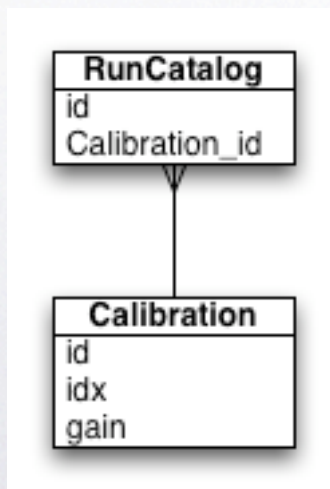 RunCatalog
id
Calibration_id
Calibration
id
idx
gain